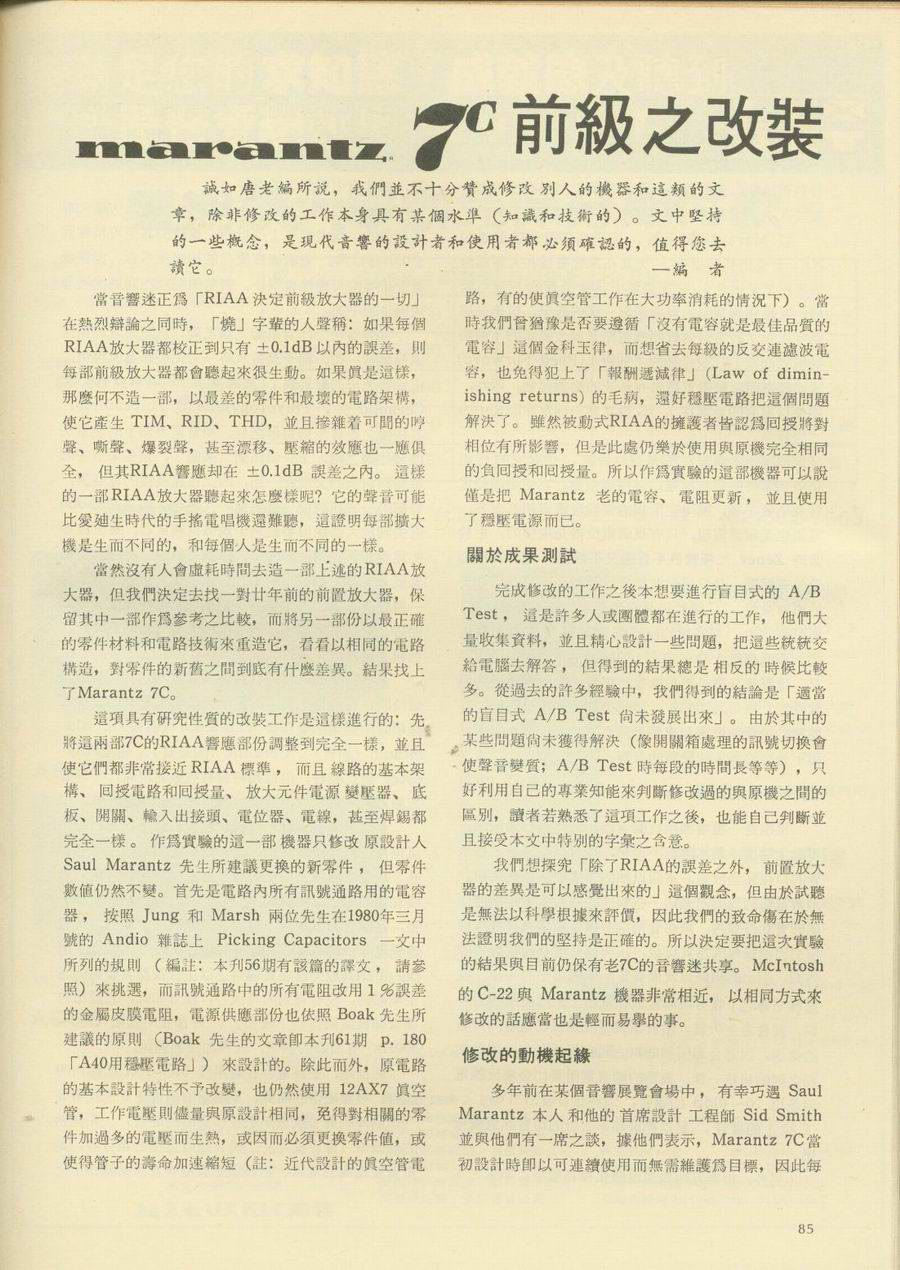 marantz 7C 前級之改裝
誠如唐老編所說，我們並不十分贊成修改別人的機器和這類的文
章，除非修改的工作本身具有某個水準（知識和技術的）。文中堅持
的一些概念，是現代音響的設計者和使用者都必須確認的，值得您去
讀它。 —編 者
當音響迷正爲「RIAA 決定前級放大器的一切」
在熱烈辯論之同時，「燒」字輩的人聲稱：如果每個
RIAA放大器都校正到只有 ±0.1dB 以內的誤差，則
每部前級放大器都會聽起來很生動。如果眞是這樣，
那麼何不造一部，以最差的零件和最壞的電路架構，
使它產生 TIM、RID、THD，並且摻雜着可聞的哼
聲、嘶聲、爆裂聲，甚至漂移、壓縮的效應也一應俱
全， 但其RIAA響應却在 ±0.1dB 誤差之內。 這樣
的一部RIAA放大器聽起來怎麼樣呢？它的聲音可能
比愛廸生時代的手搖電唱機還難聽，這證明每部擴大
機是生而不同的，和每個人是生而不同的一樣。
當然沒有人會虛耗時間去造一部上述的RIAA放
大器，但我們決定去找一對廿年前的前置放大器，保
留其中一部作爲參考之比較，而將另一部份以最正確
的零件材料和電路技術來重造它，看看以相同的電路
構造，對零件的新舊之間到底有什麼差異。結果找上
了Marantz 7C。
這項具有硏究性質的改裝工作是這樣進行的：先
將這兩部7C的RIAA響應部份調整到完全一樣，並且
使它們都非常接近 RIAA 標準 ， 而且 線路的基本架
構、 回授電路和回授量、 放大元件電源 變壓器、 底
板、開關、輸入出接頭、電位器、電線，甚至焊錫都
完全一樣 。 作爲實驗的這一部 機器只修改 原設計人
Saul Marantz 先生所建議更換的新零件 ， 但零件
數値仍然不變。首先是電路內所有訊號通路用的電容
器 ， 按照 Jung 和 Marsh 兩位先生在1980年三月
號的 Andio 雜誌上 Picking Capacitors 一文中
所列的規則 （編註：本刊56期有該篇的譯文 ， 請參
照）來挑選，而訊號通路中的所有電阻改用 1 ％誤差
的金屬皮膜電阻，電源供應部份也依照 Boak 先生所
建議的原則 （Boak 先生的文章卽本刊61期 p. 180
「A40用穩壓電路」） 來設計的。除此而外，原電路
的基本設計特性不予改變，也仍然使用 12AX7 眞空
管，工作電壓則儘量與原設計相同，免得對相關的零
件加過多的電壓而生熱，或因而必須更換零件值，或
使得管子的壽命加速縮短（註：近代設計的眞空管電
路，有的使眞空管工作在大功率消耗的情況下）。當
時我們曾猶豫是否要遵循「沒有電容就是最佳品質的
電容」這個金科玉律，而想省去每級的反交連濾波電
容，也免得犯上了「報酬遞減律」(Law of dimin-
ishing returns) 的毛病，還好穩壓電路把這個問題
解決了。雖然被動式RIAA的擁護者皆認爲回授將對
相位有所影響，但是此處仍樂於使用與原機完全相同
的負回授和回授量。所以作爲實驗的這部機器可以說
僅是把 Marantz 老的電容、 電阻更新 ， 並且使用
了穩壓電源而已。
關於成果測試
完成修改的工作之後本想要進行盲目式的 A/B
Test ， 這是許多人或團體都在進行的工作， 他們大
量收集資料，並且精心設計一些問題，把這些統統交
給電腦去解答 ， 但得到的結果總是 相反的 時候比較
多。從過去的許多經驗中，我們得到的結論是「適當
的盲目式 A/B Test 尙未發展出來」。由於其中的
某些問題尙未獲得解決（像開關箱處理的訊號切換會
使聲音變質；A/B Test 時每段的時間長等等），只
好利用自己的專業知能來判斷修改過的與原機之間的
區別，讀者若熟悉了這項工作之後，也能自己判斷並
且接受本文中特別的字彙之含意。
我們想探究「除了RIAA的誤差之外， 前置放大
器的差異是可以感覺出來的」這個觀念，但由於試聽
是無法以科學根據來評價，因此我們的致命傷在於無
法證明我們的堅持是正確的。所以決定要把這次實驗
的結果與目前仍保有老7C的音響迷共享。 McIntosh
的 C-22 與 Marantz 機器非常相近， 以相同方式來
修改的話應當也是輕而易舉的事。
修改的動機起緣
多年前在某個音響展覽會場中 ，有幸巧遇 Saul
Marantz 本人 和他的 首席設計 工程師 Sid Smith
並與他們有一席之談，據他們表示，Marantz 7C當
初設計時卽以可連續使用而無需維護爲目標，因此每
85